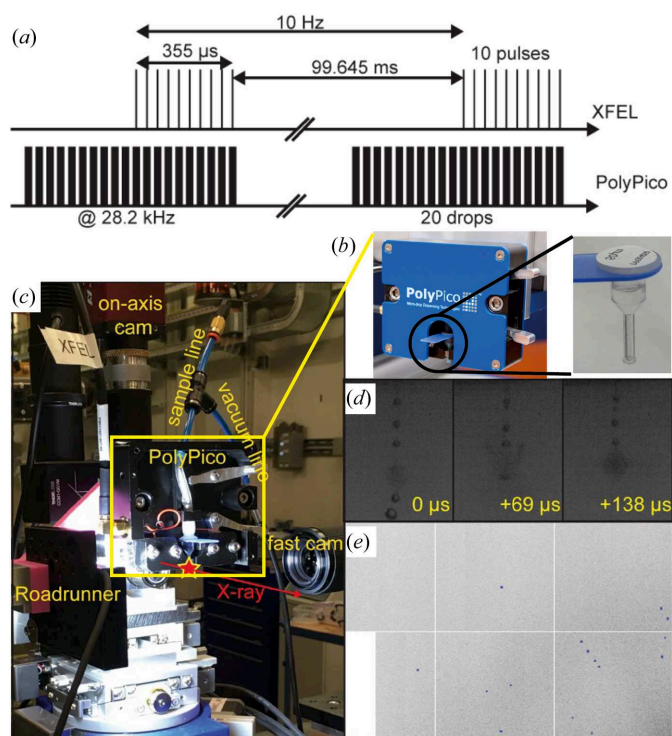 (a)
10 Hz
355 µs
99.645 ms
10 pulses
XFEL
PolyPico
@ 28.2 kHz
20 drops
(b)
PolyPico
(c)
on-axis
cam
XFEL
sample line
vacuum line
PolyPico
fast cam
Roadrunner
X-ray
(d)
0 µs
+69 µs
+138 µs
(e)